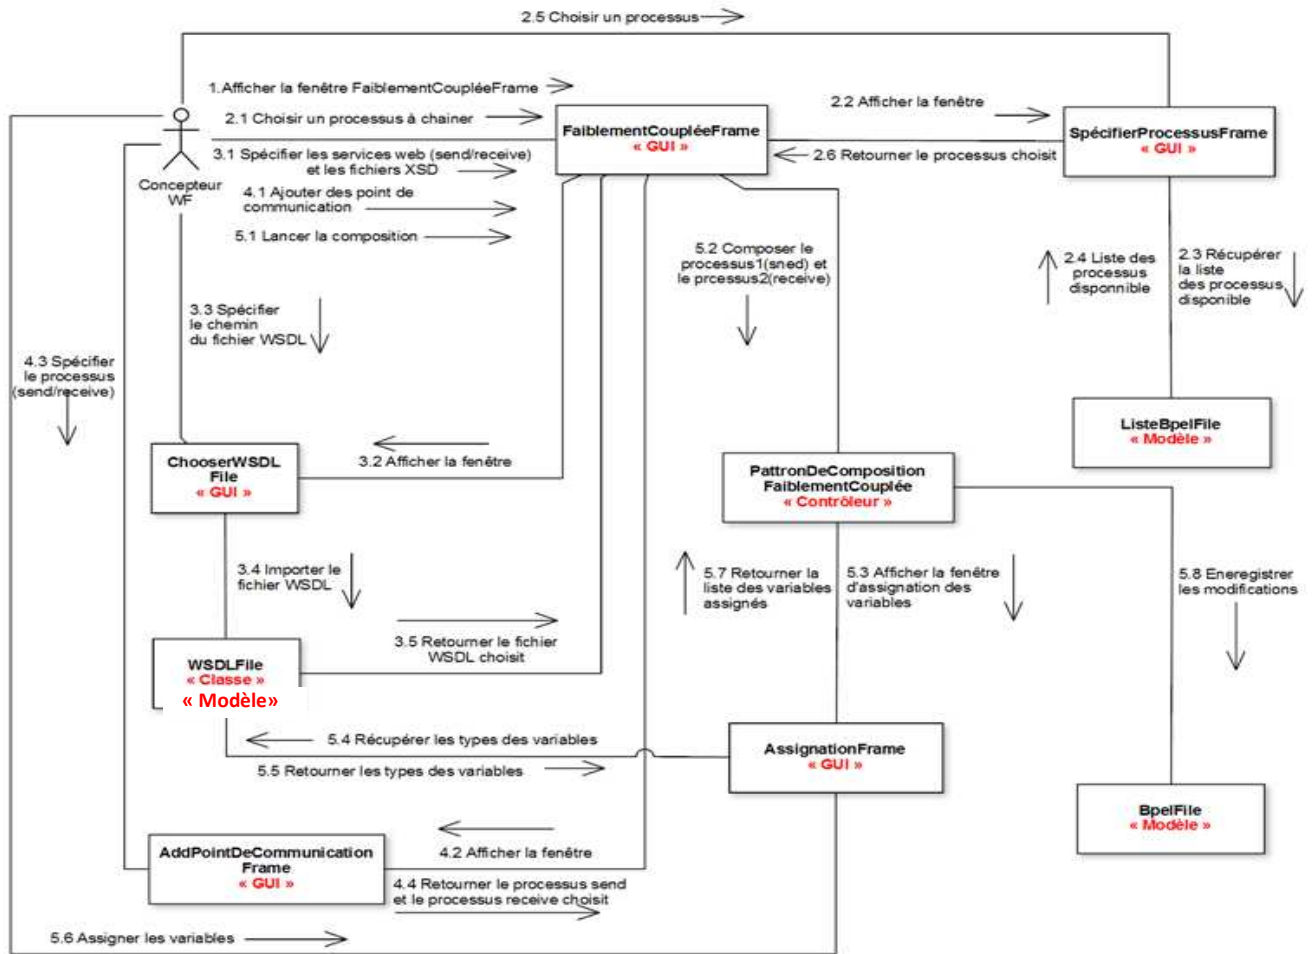 2.5 Choisir un processus
1.Afficher la fenêtre FaiblementCoupléeFrame
2.1 Choisir un processus à chainer
3.1 Spécifier les services web (send/receive)
et les fichiers XSD
4.1 Ajouter des point de
communication
5.1 Lancer la composition
Concepteur
WF
FaiblementCoupléeFrame
« GUI »
2.2 Afficher la fenêtre
2.6 Retourner le processus choisit
SpécifierProcessusFrame
« GUI »
5.2 Composer le
processus1(sned) et
le prcessus2(receive)
2.4 Liste des
processus
disponnible
2.3 Récupérer
la liste
des processus
disponible
3.3 Spécifier
le chemin
du fichier WSDL
4.3 Spécifier
le processus
(send/receive)
ListeBpelFile
« Modèle »
ChooserWSDL
File
« GUI »
3.2 Afficher la fenêtre
PattronDeComposition
FaiblementCouplée
« Contrôleur »
3.4 Importer le
fichier WSDL
5.7 Retourner la
liste des variables
assignés
5.3 Afficher la fenêtre
d'assignation des
variables
5.8 Eneregistrer
les modifications
3.5 Retourner le fichier
WSDL choisit
WSDLFile
« Classe »
« Modèle»
5.4 Récupérer les types des variables
5.5 Retourner les types des variables
AssignationFrame
« GUI »
BpelFile
« Modèle »
AddPointDeCommunication
Frame
« GUI »
4.2 Afficher la fenêtre
4.4 Retourner le processus send
et le processus receive choisit
5.6 Assigner les variables